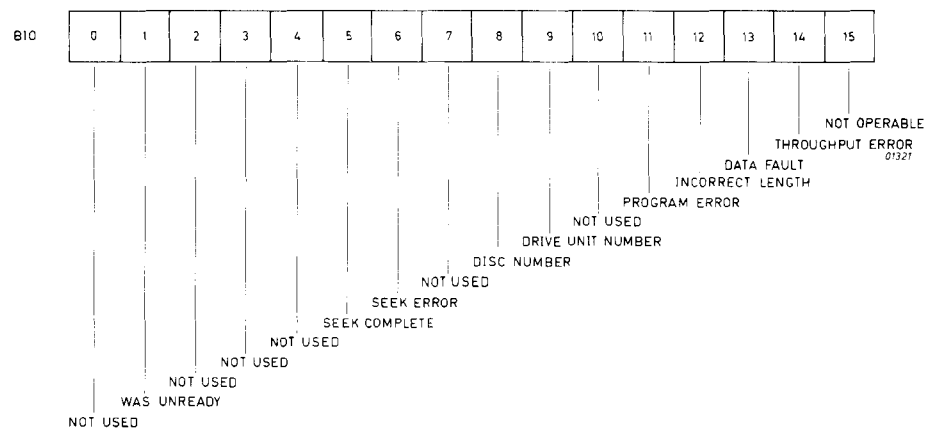 BIO 0 1 2 3 4 5 6 7 8 9 10 11 12 13 14 15
NOT OPERABLE
THROUGHPUT ERROR
01321
DATA FAULT
INCORRECT LENGTH
PROGRAM ERROR
NOT USED
DRIVE UNIT NUMBER
DISC NUMBER
NOT USED
SEEK ERROR
SEEK COMPLETE
NOT USED
NOT USED
NOT USED
WAS UNREADY
NOT USED